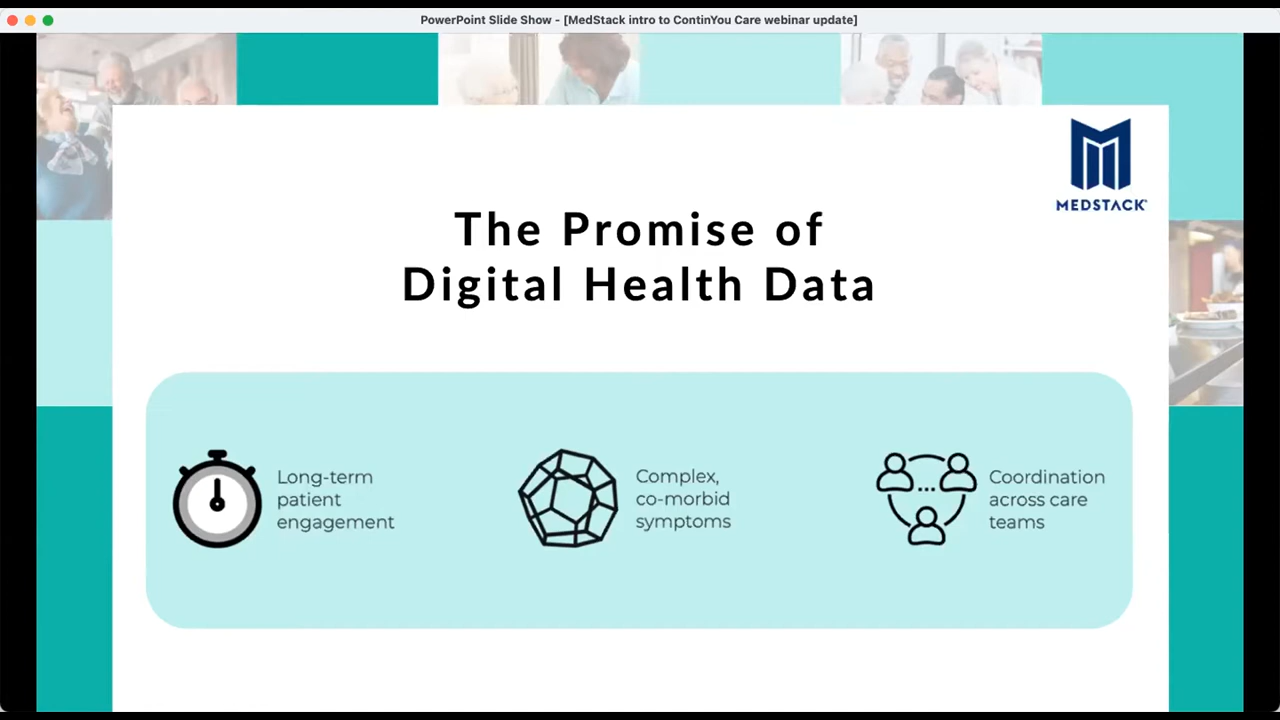 PowerPoint Slide Show - [MedStack intro to ContinYou Care webinar update]
MEDSTACK
The Promise of
Digital Health Data
Long-term
patient
engagement
Complex,
co-morbid
symptoms
Coordination
across care
teams